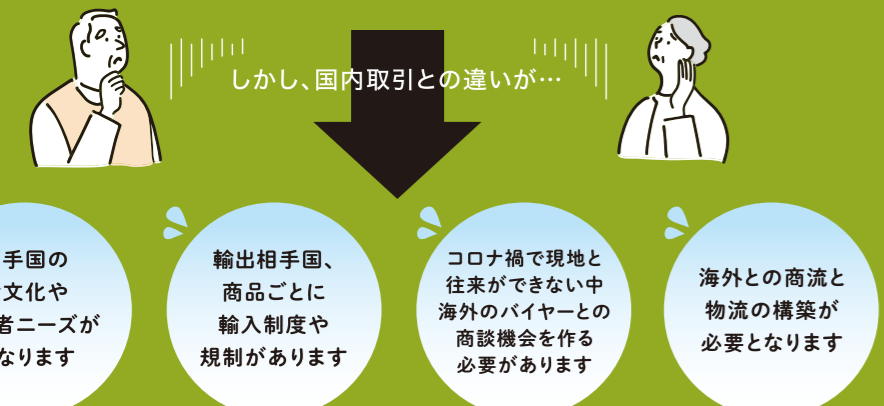 しかし、国内取引との違いが…
手国の
文化や
者ニーズが
なります
輸出相手国、
商品ごとに
輸入制度や
規制があります
コロナ禍で現地と
往来ができない中
海外のバイヤーとの
商談機会を作る
必要があります
海外との商流と
物流の構築が
必要となります